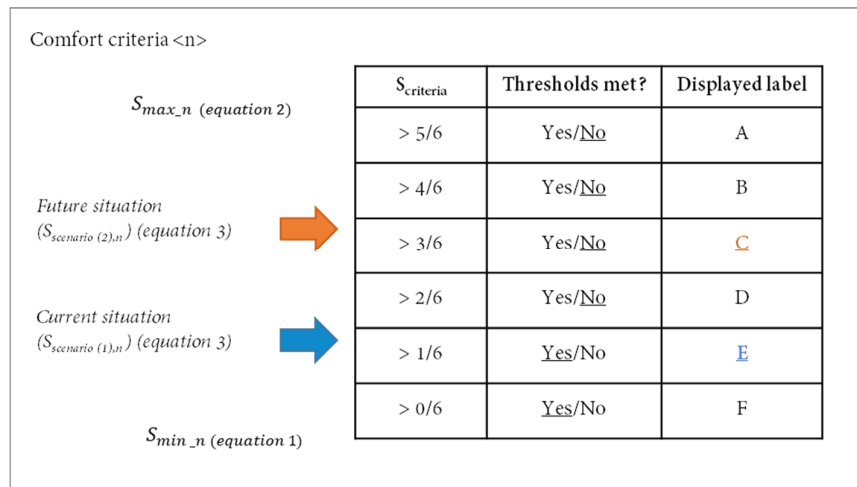 Comfort criteria <n>
S_criteria Thresholds met? Displayed label
S_max_n (equation 2)
> 5/6 Yes/No A
> 4/6 Yes/No B
Future situation
(S_scenario (2),n) (equation 3)
> 3/6 Yes/No C
> 2/6 Yes/No D
Current situation
(S_scenario (1),n) (equation 3)
> 1/6 Yes/No E
> 0/6 Yes/No F
S_min_n (equation 1)